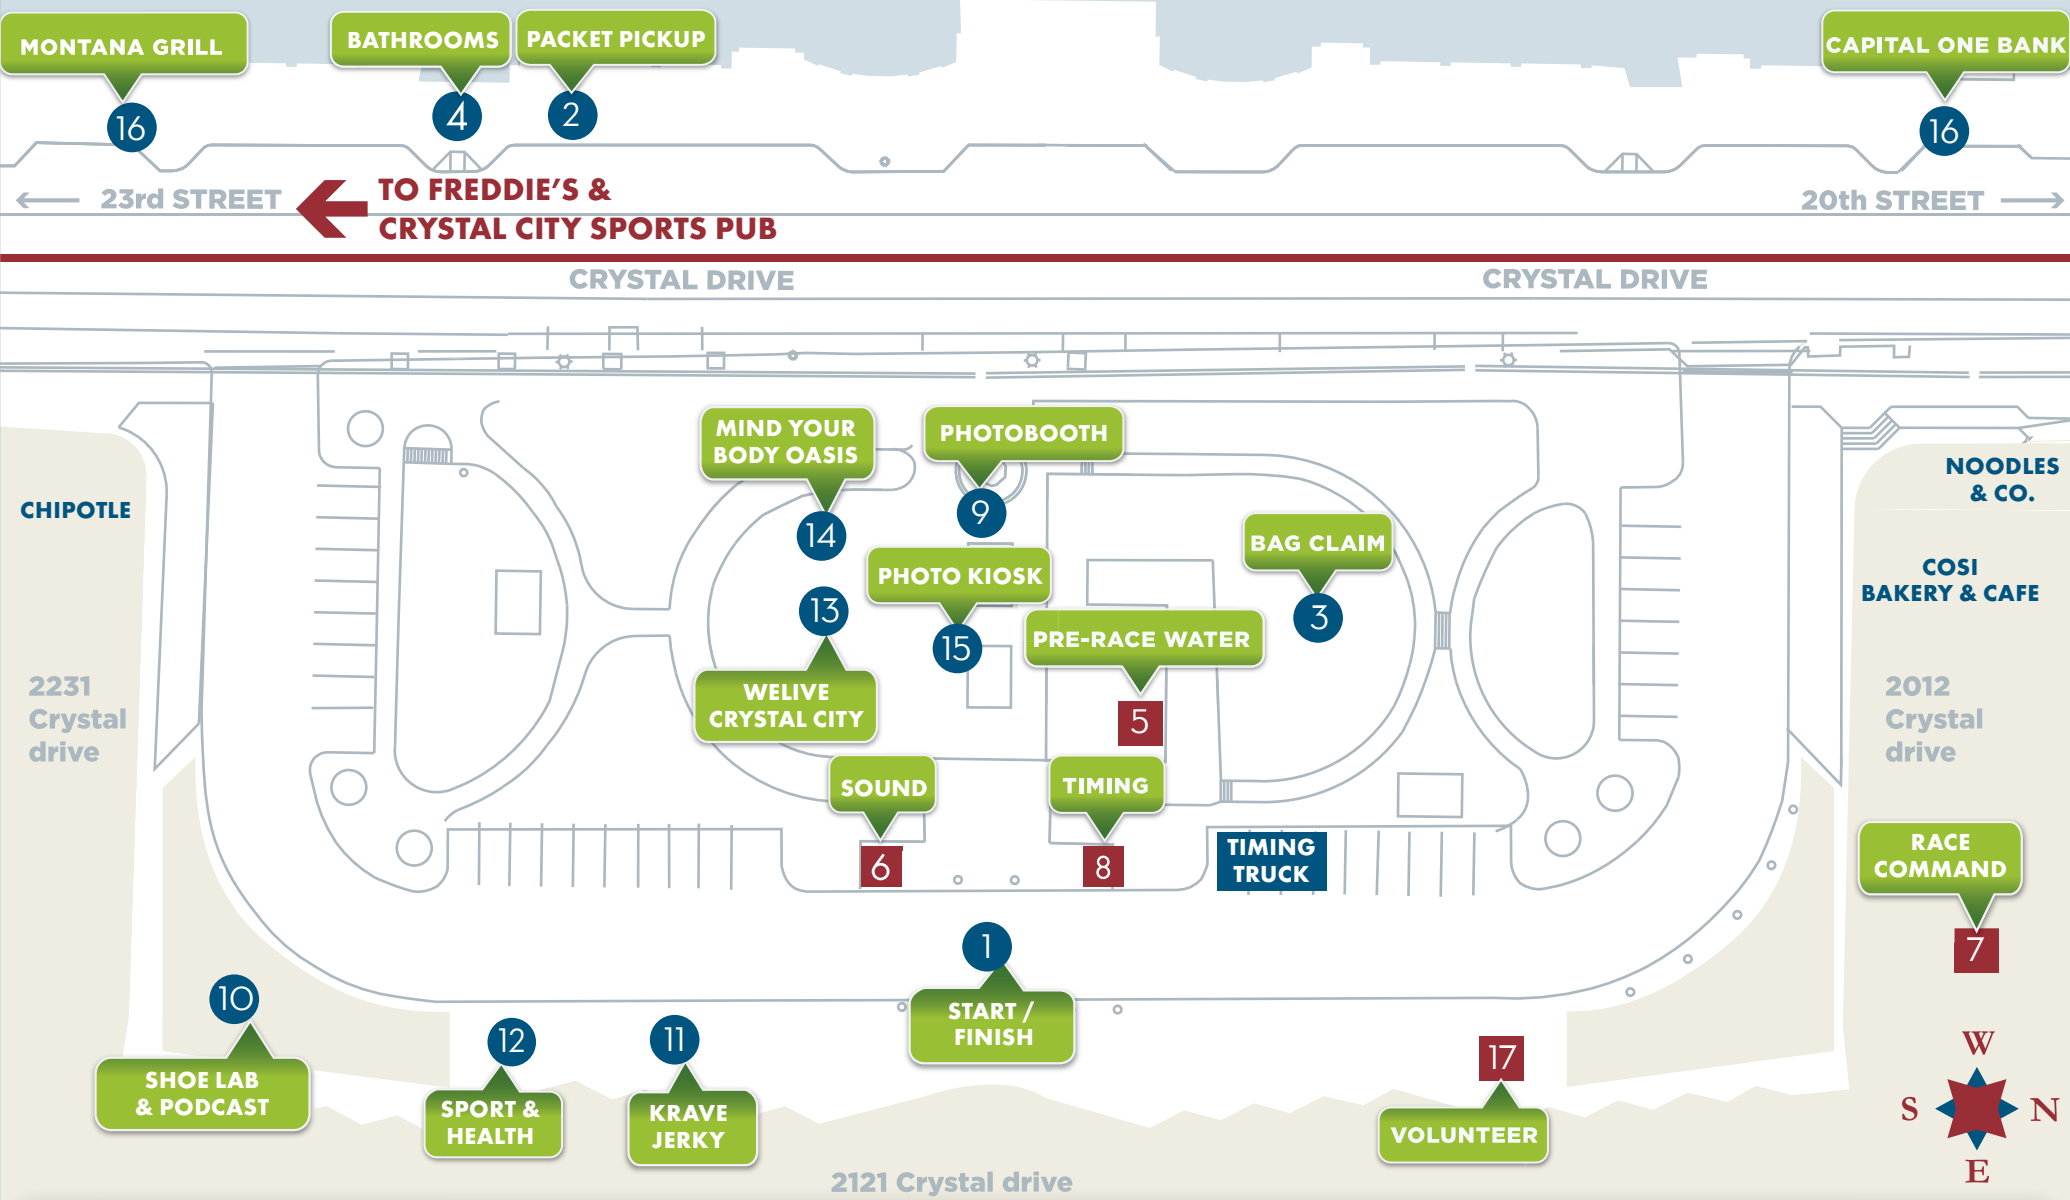 MONTANA GRILL
BATHROOMS
PACKET PICKUP
CAPITAL ONE BANK
16
4
2
16
23rd STREET
TO FREDDIE'S &
CRYSTAL CITY SPORTS PUB
20th STREET
CRYSTAL DRIVE
CRYSTAL DRIVE
MIND YOUR
BODY OASIS
14
PHOTOBOOTH
9
CHIPOTLE
NOODLES
& CO.
BAG CLAIM
3
PHOTO KIOSK
15
COSI
BAKERY & CAFE
13
WELIVE
CRYSTAL CITY
PRE-RACE WATER
5
2231
Crystal
drive
2012
Crystal
drive
SOUND
6
TIMING
8
TIMING
TRUCK
RACE
COMMAND
7
1
START /
FINISH
10
SHOE LAB
& PODCAST
12
SPORT &
HEALTH
11
KRAVE
JERKY
17
VOLUNTEER
W
S
N
E
2121 Crystal drive